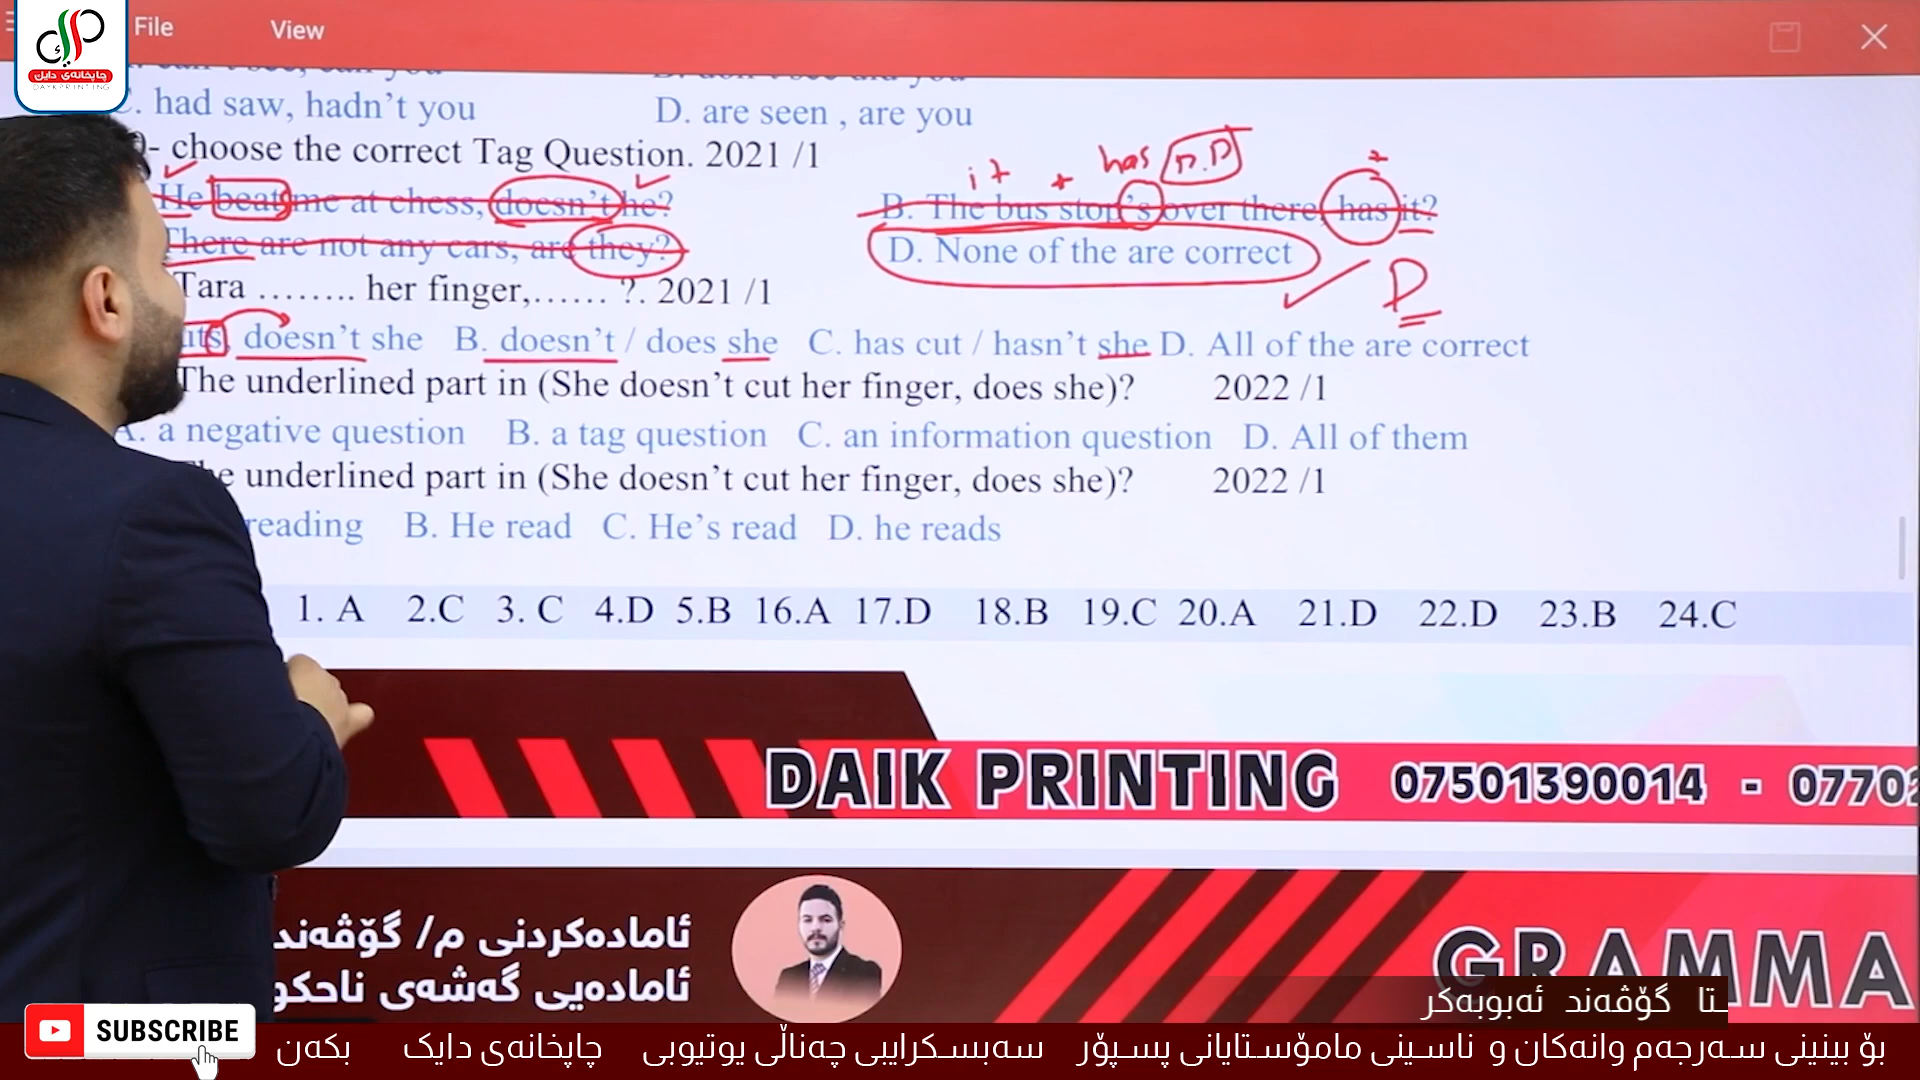 File
View
چاپخانەی دایک
DAYK PRINTING
C. had saw, hadn't you
D. are seen , are you
- choose the correct Tag Question. 2021 /1
it + has P.P
He beats me at chess, doesn't he?
B. The bus stop's over there, has it?
There are not any cars, are they?
D. None of the are correct
D
Tara ........ her finger,...... ?. 2021 /1
doesn't she B. doesn't / does she C. has cut / hasn't she D. All of the are correct
The underlined part in (She doesn't cut her finger, does she)? 2022 /1
A. a negative question B. a tag question C. an information question D. All of them
The underlined part in (She doesn't cut her finger, does she)? 2022 /1
reading B. He read C. He's read D. he reads
1. A 2.C 3. C 4.D 5.B 16.A 17.D 18.B 19.C 20.A 21.D 22.D 23.B 24.C
DAIK PRINTING 07501390014 - 0770
ئامادەکردنی م/ گۆڤەند
ئامادەیی گەشەی ناحکو
GRAMMA
ـتا گۆڤەند ئەبوبەکر
SUBSCRIBE
بۆ بینینی سەرجەم وانەکان و ناسینی مامۆستایانی پسپۆر سەبسکرایبی چەناڵی یوتیوبی چاپخانەی دایک بکەن